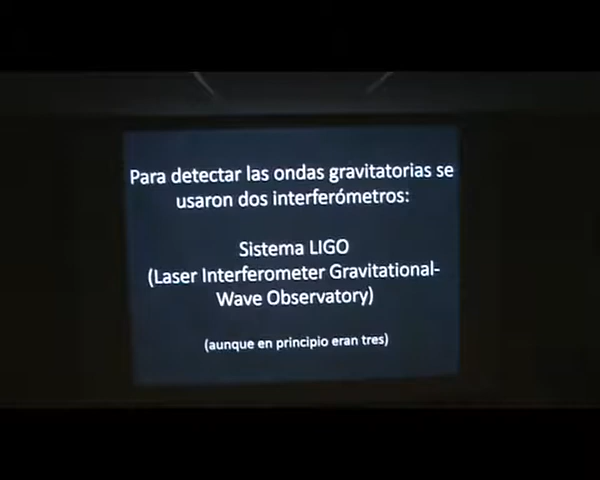 Para detectar las ondas gravitatorias se
usaron dos interferómetros:
Sistema LIGO
(Laser Interferometer Gravitational-
Wave Observatory)
(aunque en principio eran tres)